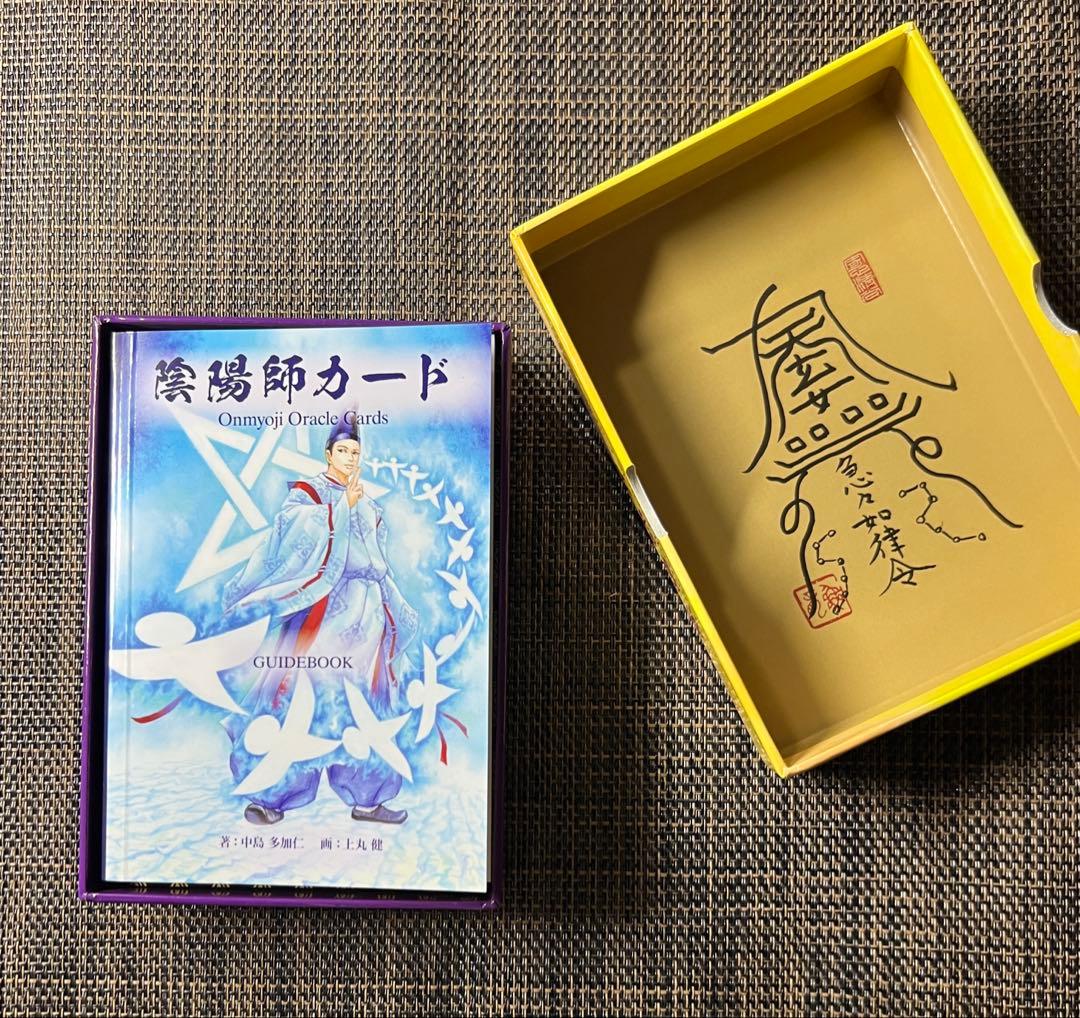 陰陽師カード
Onmyoji Oracle Cards
GUIDEBOOK
著：中島 多加仁　画：上丸 健
急々如律令